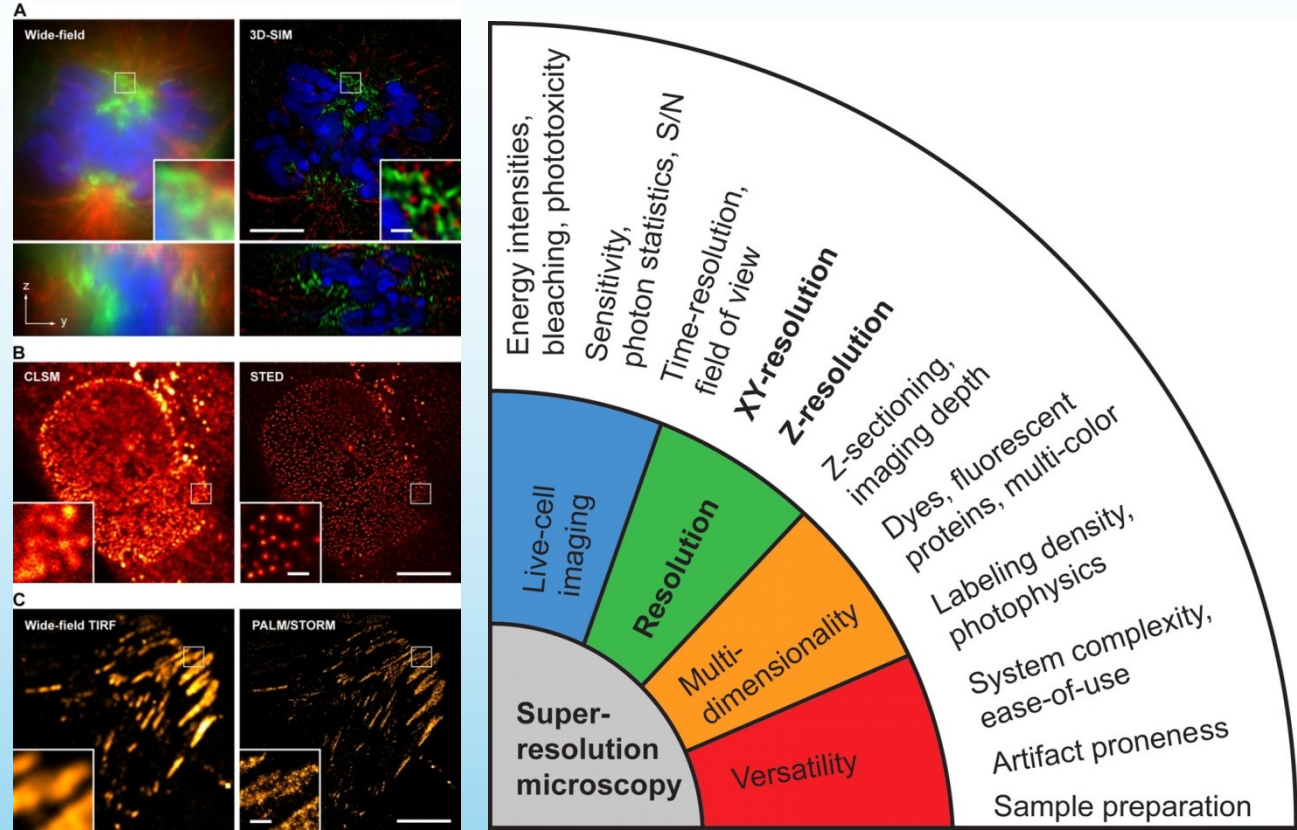 A
Wide-field
3D-SIM
z
y
B
CLSM
STED
C
Wide-field TIRF
PALM/STORM
Energy intensities,
bleaching, phototoxicity
Sensitivity,
photon statistics, S/N
Time-resolution,
field of view
XY-resolution
Z-resolution
Z-sectioning,
imaging depth
Dyes, fluorescent
proteins, multi-color
Labeling density,
photophysics
System complexity,
ease-of-use
Artifact proneness
Sample preparation
Live-cell
imaging
Resolution
Multi-
dimensionality
Versatility
Super-
resolution
microscopy